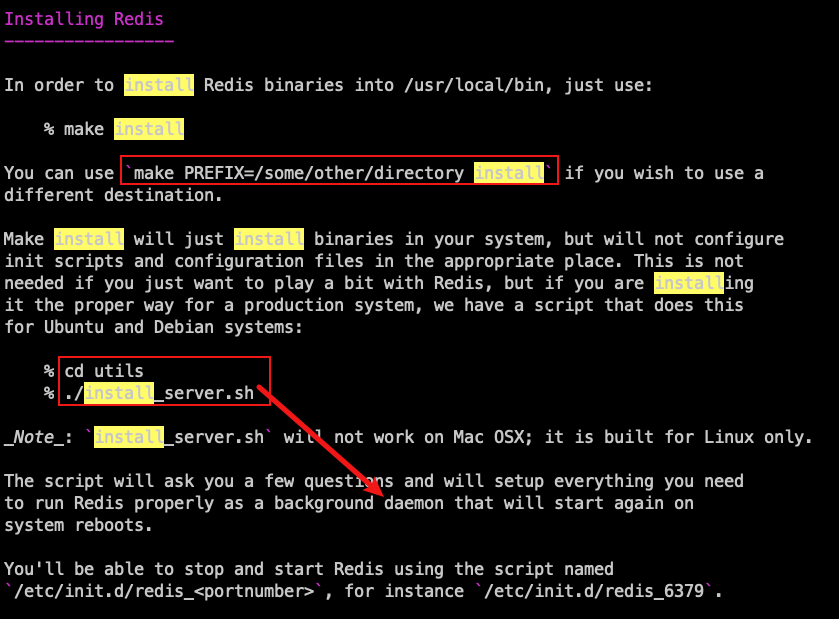 Installing Redis
-----------------
In order to install Redis binaries into /usr/local/bin, just use:
% make install
You can use `make PREFIX=/some/other/directory install` if you wish to use a
different destination.
Make install will just install binaries in your system, but will not configure
init scripts and configuration files in the appropriate place. This is not
needed if you just want to play a bit with Redis, but if you are installing
it the proper way for a production system, we have a script that does this
for Ubuntu and Debian systems:
% cd utils
% ./install_server.sh
_Note_: `install_server.sh` will not work on Mac OSX; it is built for Linux only.
The script will ask you a few questions and will setup everything you need
to run Redis properly as a background daemon that will start again on
system reboots.
You'll be able to stop and start Redis using the script named
`/etc/init.d/redis_<portnumber>`, for instance `/etc/init.d/redis_6379`.